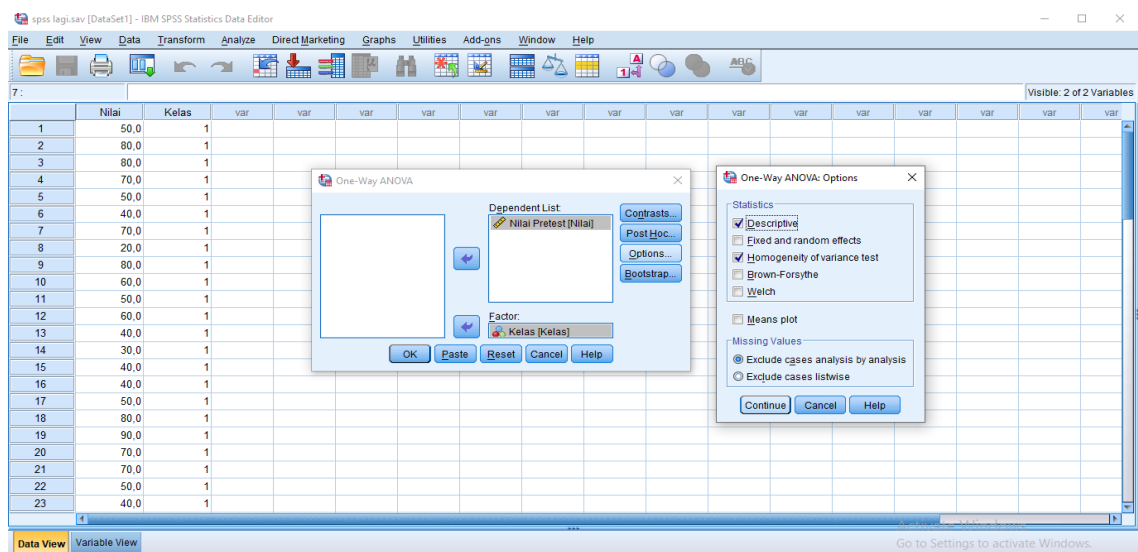 spss lagi.sav [DataSet1] - IBM SPSS Statistics Data Editor
File Edit View Data Transform Analyze Direct Marketing Graphs Utilities Add-ons Window Help
7 :
Visible: 2 of 2 Variables
Nilai Kelas var var var var var var var var var var var var var var var
1 50,0 1
2 80,0 1
3 80,0 1
4 70,0 1
5 50,0 1
6 40,0 1
7 70,0 1
8 20,0 1
9 80,0 1
10 60,0 1
11 50,0 1
12 60,0 1
13 40,0 1
14 30,0 1
15 40,0 1
16 40,0 1
17 50,0 1
18 80,0 1
19 90,0 1
20 70,0 1
21 70,0 1
22 50,0 1
23 40,0 1
One-Way ANOVA
Dependent List:
Nilai Pretest [Nilai]
Contrasts...
Post Hoc...
Options...
Bootstrap...
Factor:
Kelas [Kelas]
OK Paste Reset Cancel Help
One-Way ANOVA: Options
Statistics
Descriptive
Fixed and random effects
Homogeneity of variance test
Brown-Forsythe
Welch
Means plot
Missing Values
Exclude cases analysis by analysis
Exclude cases listwise
Continue Cancel Help
Data View Variable View
Go to Settings to activate Windows.